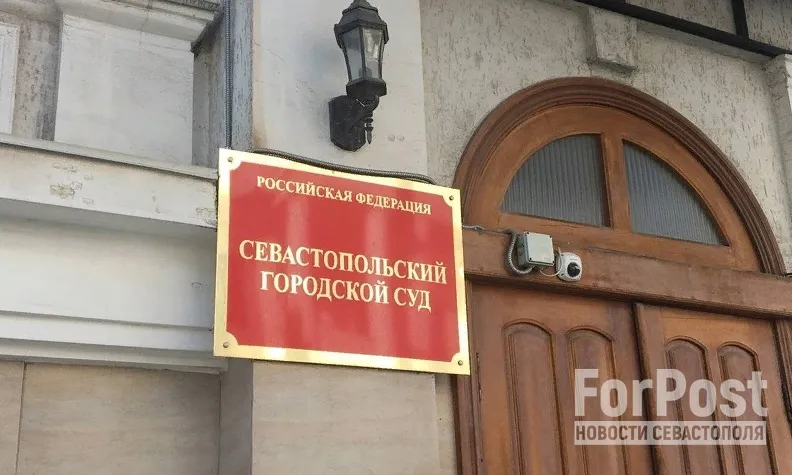 РОССИЙСКАЯ ФЕДЕРАЦИЯ
СЕВАСТОПОЛЬСКИЙ
ГОРОДСКОЙ СУД
ForPost
НОВОСТИ СЕВАСТОПОЛЯ